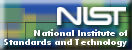 NIST
National Institute of
Standards and Technology